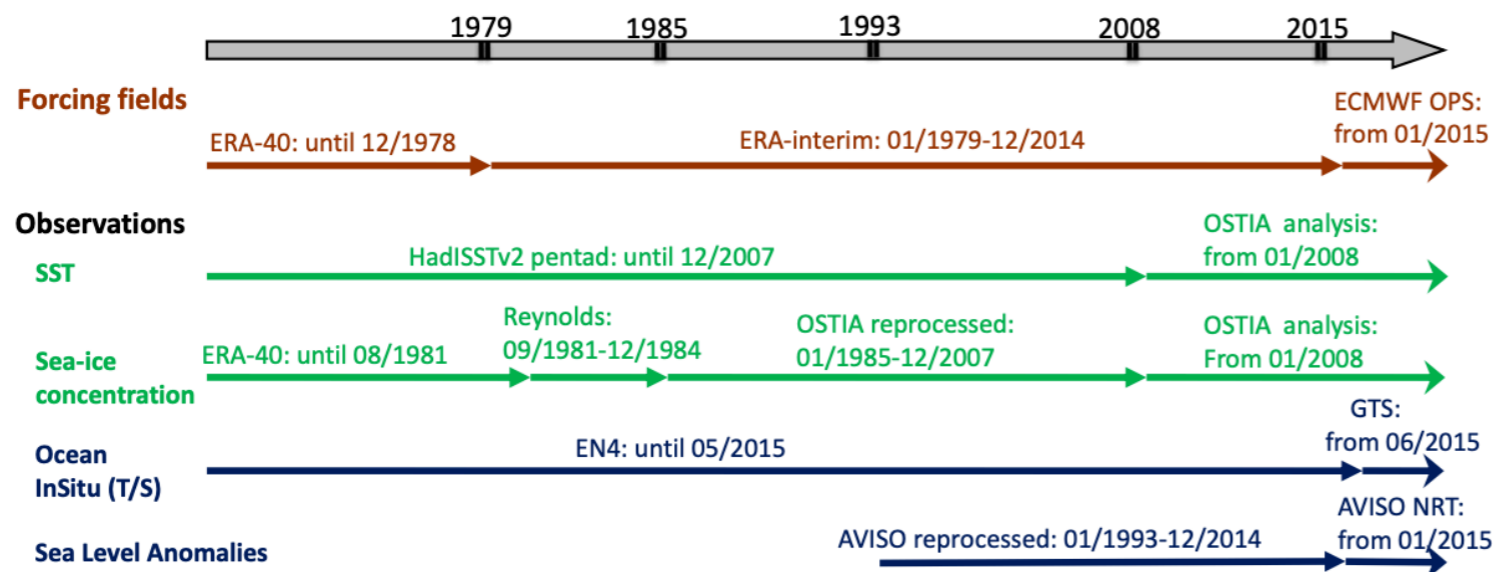 1979 1985 1993 2008 2015
Forcing fields
ERA-40: until 12/1978
ERA-interim: 01/1979-12/2014
ECMWF OPS:
from 01/2015
Observations
SST
HadISSTv2 pentad: until 12/2007
OSTIA analysis:
from 01/2008
Sea-ice
concentration
ERA-40: until 08/1981
Reynolds:
09/1981-12/1984
OSTIA reprocessed:
01/1985-12/2007
OSTIA analysis:
From 01/2008
Ocean
InSitu (T/S)
EN4: until 05/2015
GTS:
from 06/2015
Sea Level Anomalies
AVISO reprocessed: 01/1993-12/2014
AVISO NRT:
from 01/2015